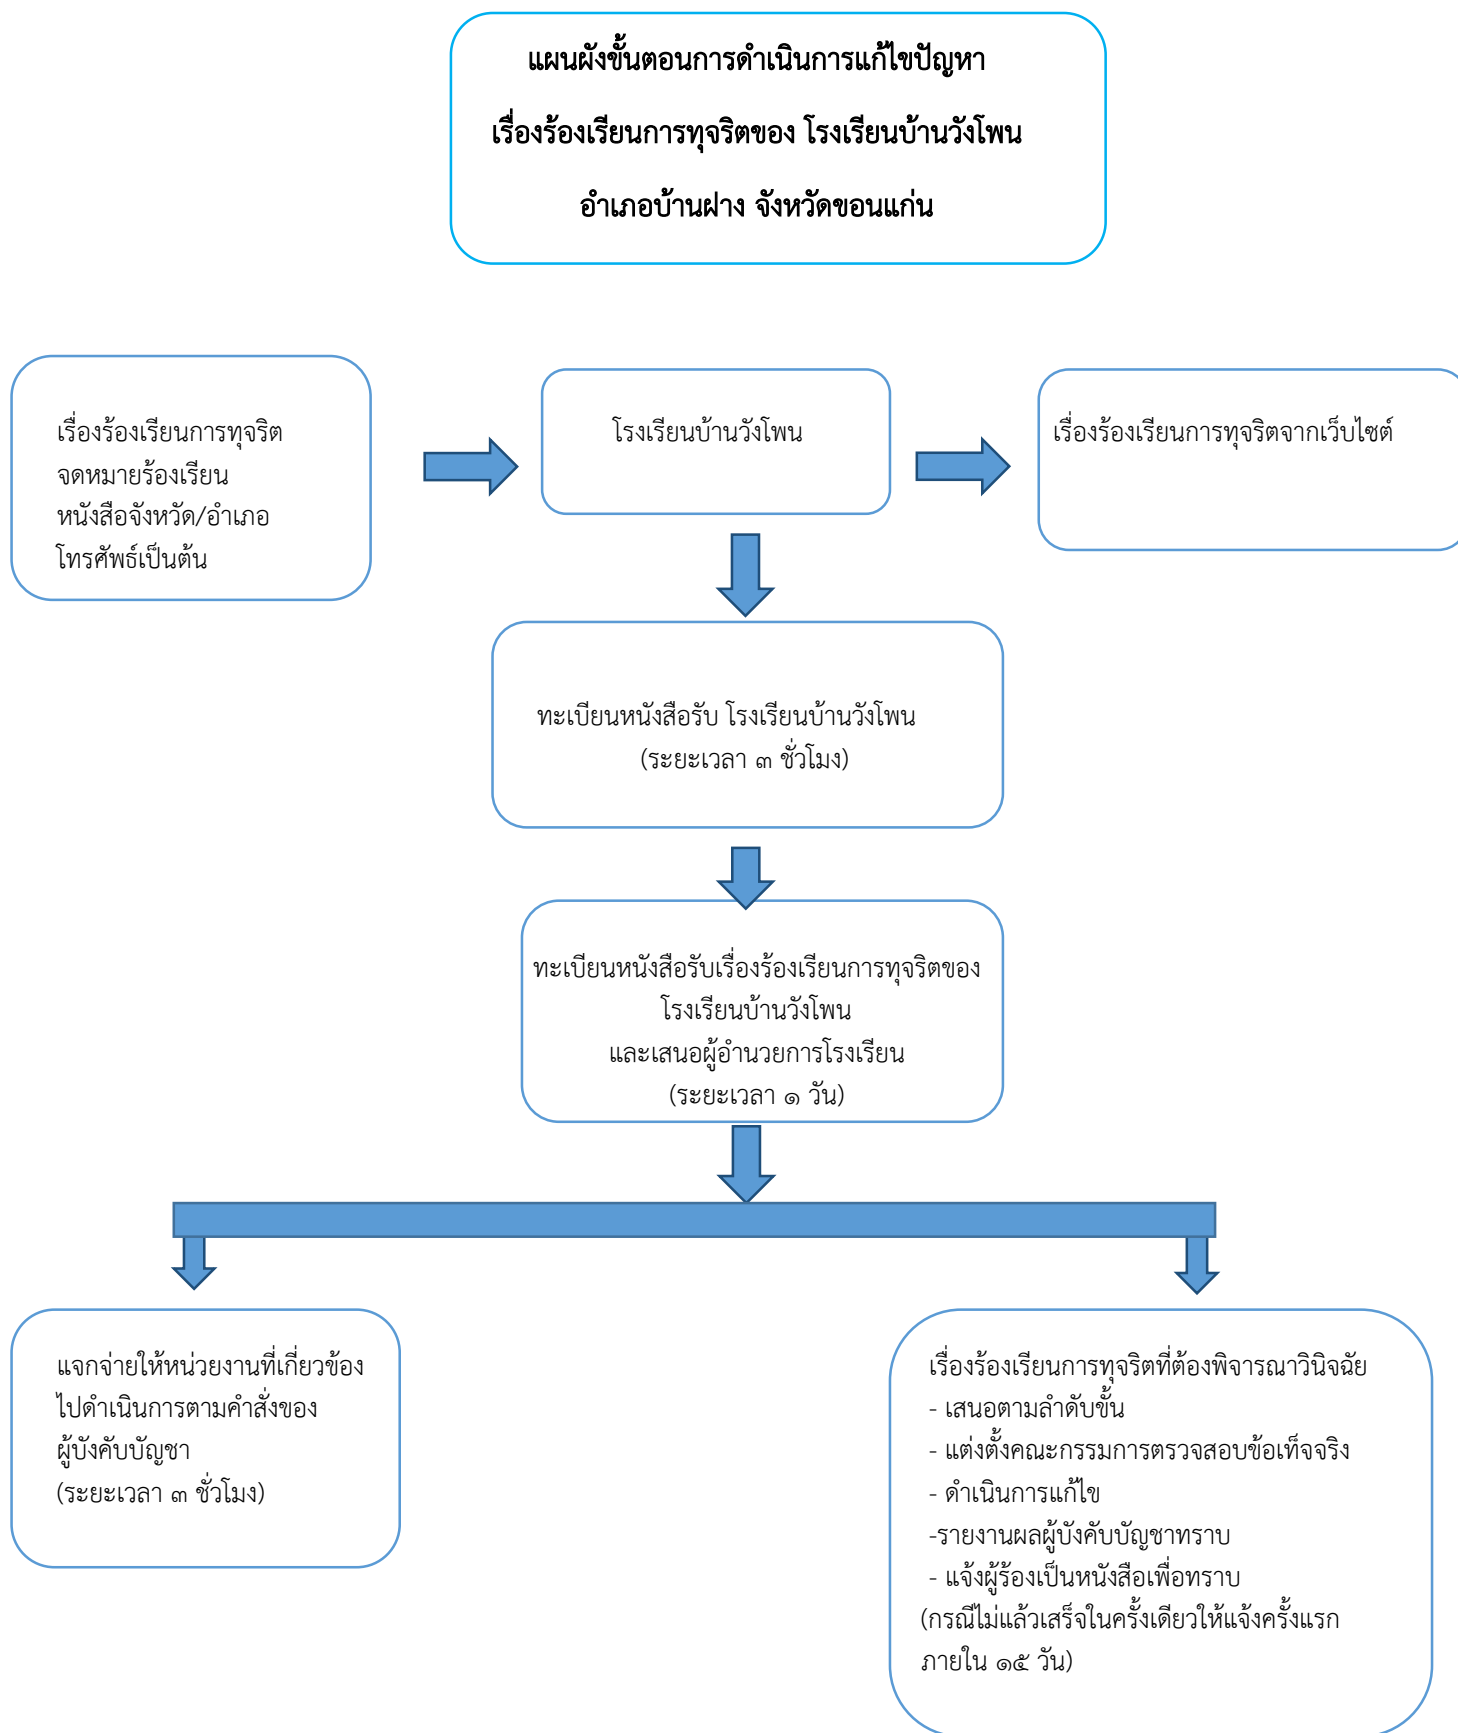 แผนผังขั้นตอนการดำเนินการแก้ไขปัญหา
เรื่องร้องเรียนการทุจริตของ โรงเรียนบ้านวังโพน
อำเภอบ้านฝาง จังหวัดขอนแก่น
เรื่องร้องเรียนการทุจริต
จดหมายร้องเรียน
หนังสือจังหวัด/อำเภอ
โทรศัพธ์เป็นต้น
โรงเรียนบ้านวังโพน
เรื่องร้องเรียนการทุจริตจากเว็บไซต์
ทะเบียนหนังสือรับ โรงเรียนบ้านวังโพน
(ระยะเวลา ๓ ชั่วโมง)
ทะเบียนหนังสือรับเรื่องร้องเรียนการทุจริตของ
โรงเรียนบ้านวังโพน
และเสนอผู้อำนวยการโรงเรียน
(ระยะเวลา ๑ วัน)
แจกจ่ายให้หน่วยงานที่เกี่ยวข้อง
ไปดำเนินการตามคำสั่งของ
ผู้บังคับบัญชา
(ระยะเวลา ๓ ชั่วโมง)
เรื่องร้องเรียนการทุจริตที่ต้องพิจารณาวินิจฉัย
- เสนอตามลำดับขั้น
- แต่งตั้งคณะกรรมการตรวจสอบข้อเท็จจริง
- ดำเนินการแก้ไข
-รายงานผลผู้บังคับบัญชาทราบ
- แจ้งผู้ร้องเป็นหนังสือเพื่อทราบ
(กรณีไม่แล้วเสร็จในครั้งเดียวให้แจ้งครั้งแรก
ภายใน ๑๕ วัน)